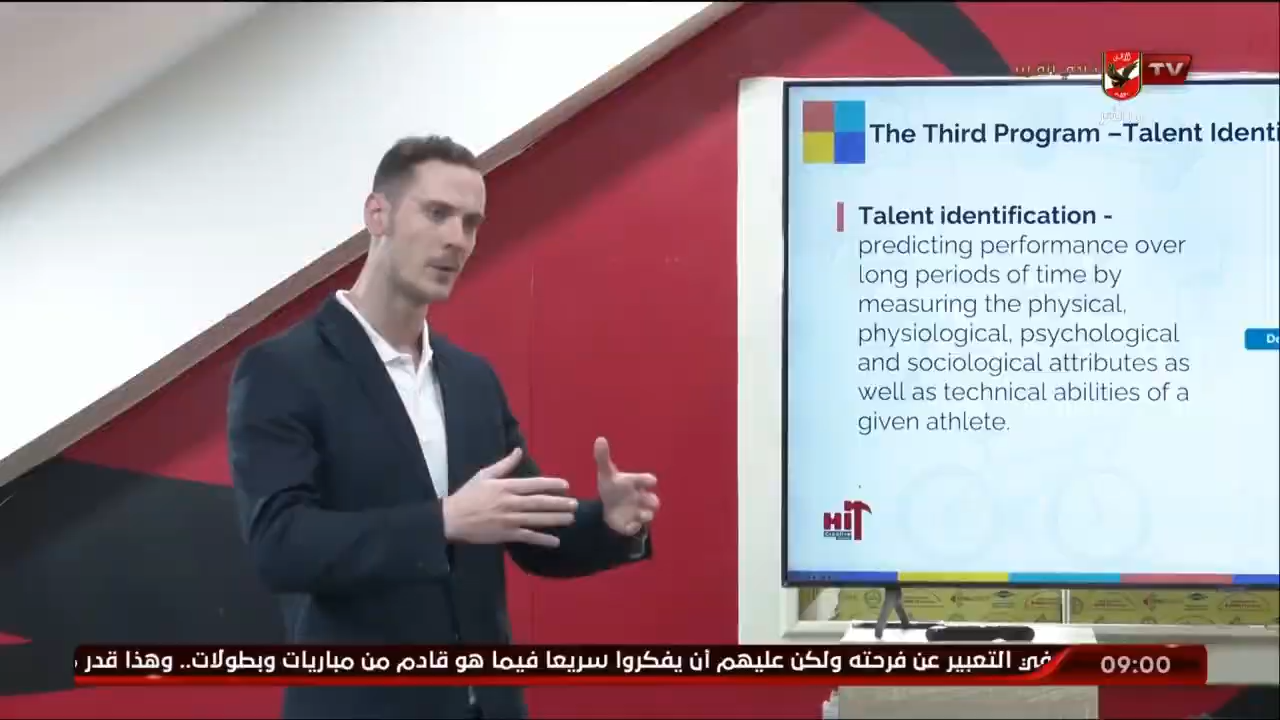 TV
The Third Program –Talent Identi
Talent identification -
predicting performance over
long periods of time by
measuring the physical,
physiological, psychological
and sociological attributes as
well as technical abilities of a
given athlete.
HiT
Creative
في التعبير عن فرحته ولكن عليهم أن يفكروا سريعا فيما هو قادم من مباريات وبطولات.. وهذا قدر
09:00